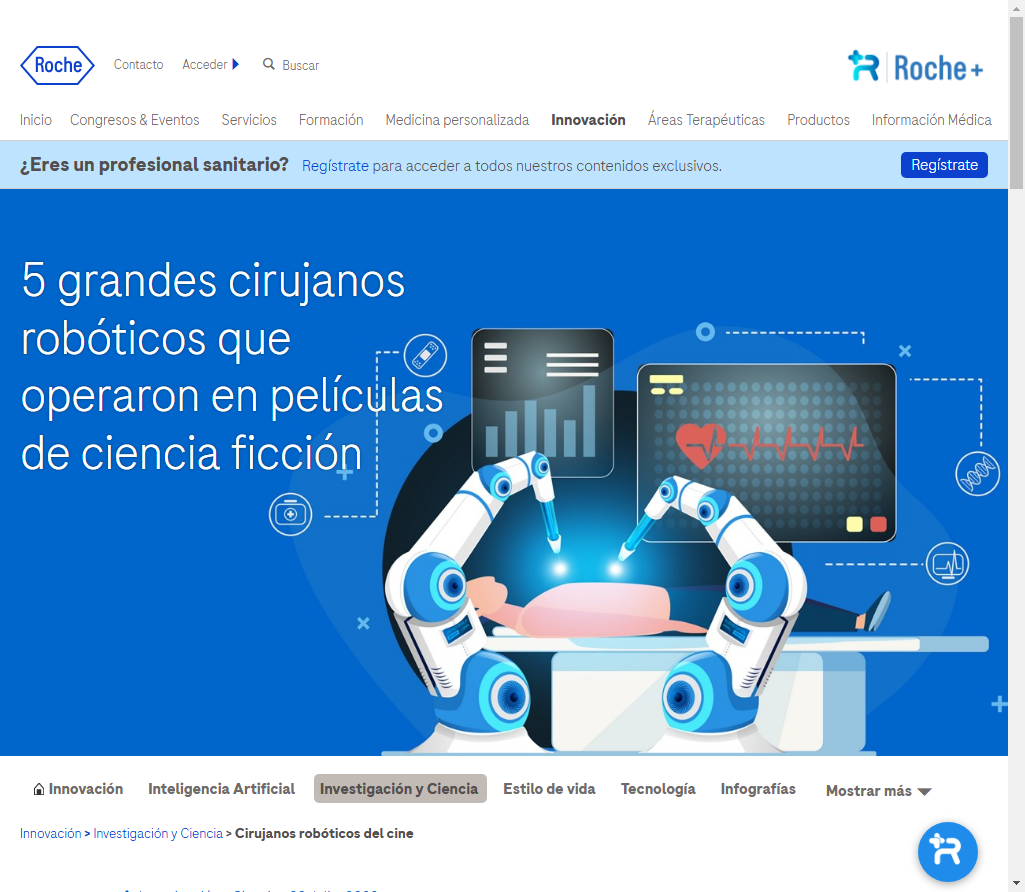 Roche
Contacto
Acceder
Buscar
Roche+
Inicio
Congresos & Eventos
Servicios
Formación
Medicina personalizada
Innovación
Áreas Terapéuticas
Productos
Información Médica
¿Eres un profesional sanitario?
Regístrate para acceder a todos nuestros contenidos exclusivos.
Regístrate
5 grandes cirujanos
robóticos que
operaron en películas
de ciencia ficción
Innovación
Inteligencia Artificial
Investigación y Ciencia
Estilo de vida
Tecnología
Infografías
Mostrar más
Innovación > Investigación y Ciencia > Cirujanos robóticos del cine